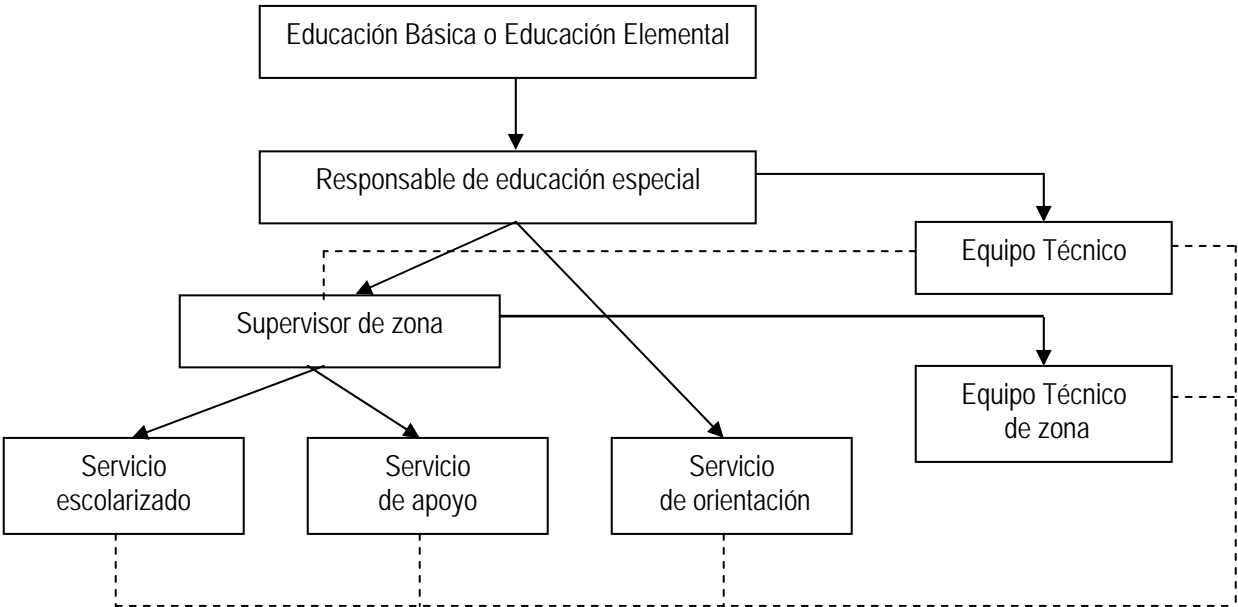 Educación Básica o Educación Elemental
Responsable de educación especial
Equipo Técnico
Supervisor de zona
Equipo Técnico
de zona
Servicio
escolarizado
Servicio
de apoyo
Servicio
de orientación